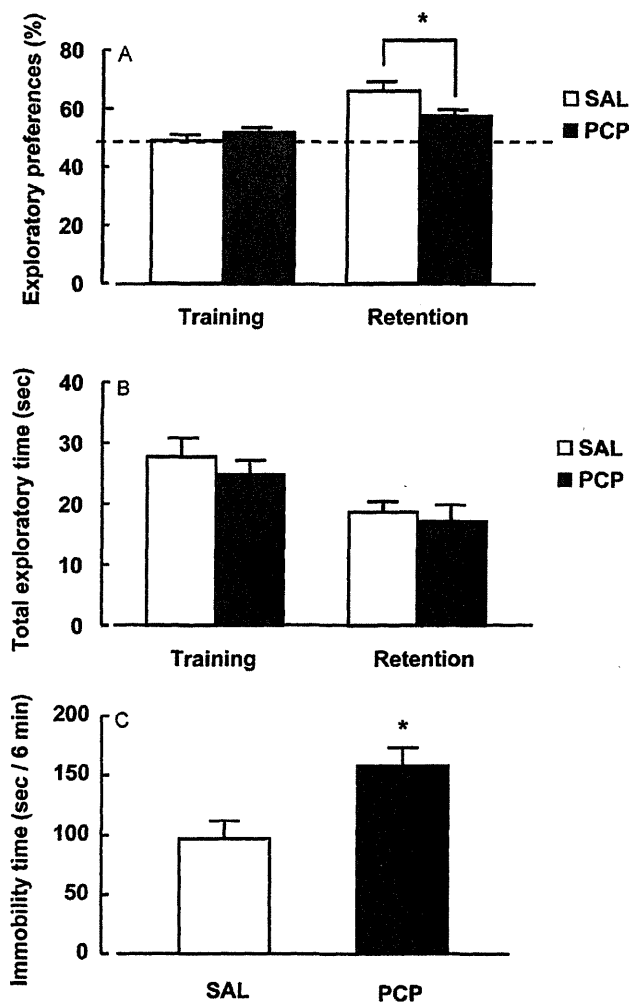 A
Exploratory preferences (%)
80
60
40
20
0
*
SAL
PCP
Training
Retention
B
Total exploratory time (sec)
40
30
20
10
0
SAL
PCP
Training
Retention
C
Immobility time (sec / 6 min)
200
150
100
50
0
*
SAL
PCP